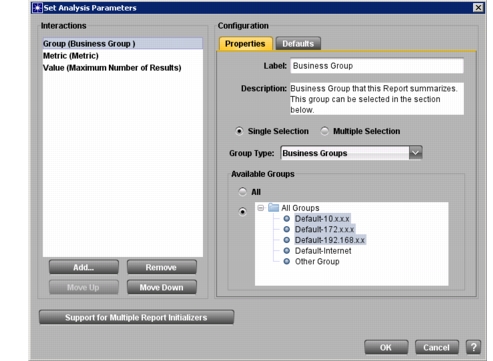 Set Analysis Parameters
Interactions
Group (Business Group )
Metric (Metric)
Value (Maximum Number of Results)
Add...
Remove
Move Up
Move Down
Configuration
Properties
Defaults
Label: Business Group
Description: Business Group that this Report summarizes.
This group can be selected in the section
below.
Single Selection
Multiple Selection
Group Type: Business Groups
Available Groups
All
All Groups
Default-10.x.x.x
Default-172.x.x.x
Default-192.168.x.x
Default-Internet
Other Group
Support for Multiple Report Initializers
OK
Cancel
?